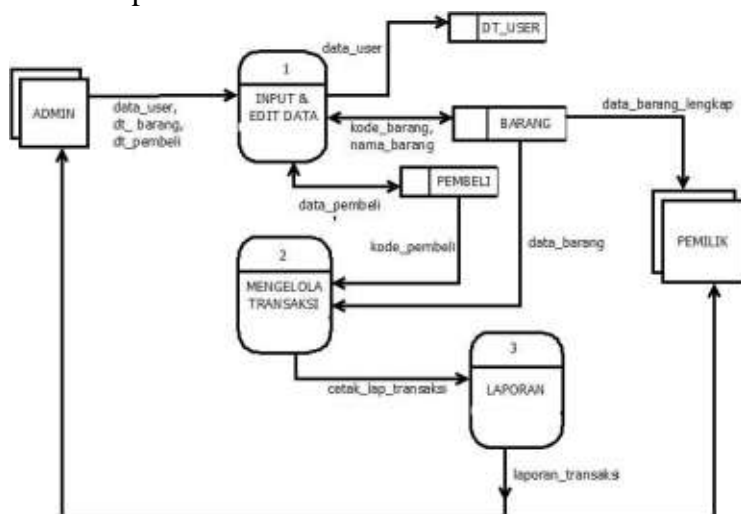 data_user
DT_USER
1
INPUT &
EDIT DATA
ADMIN
data_user,
dt_ barang,
dt_pembeli
kode_barang,
nama_barang
BARANG
data_barang_lengkap
PEMBELI
data_pembeli
kode_pembeli
data_barang
PEMILIK
2
MENGELOLA
TRANSAKSI
3
LAPORAN
cetak_lap_transaksi
laporan_transaksi